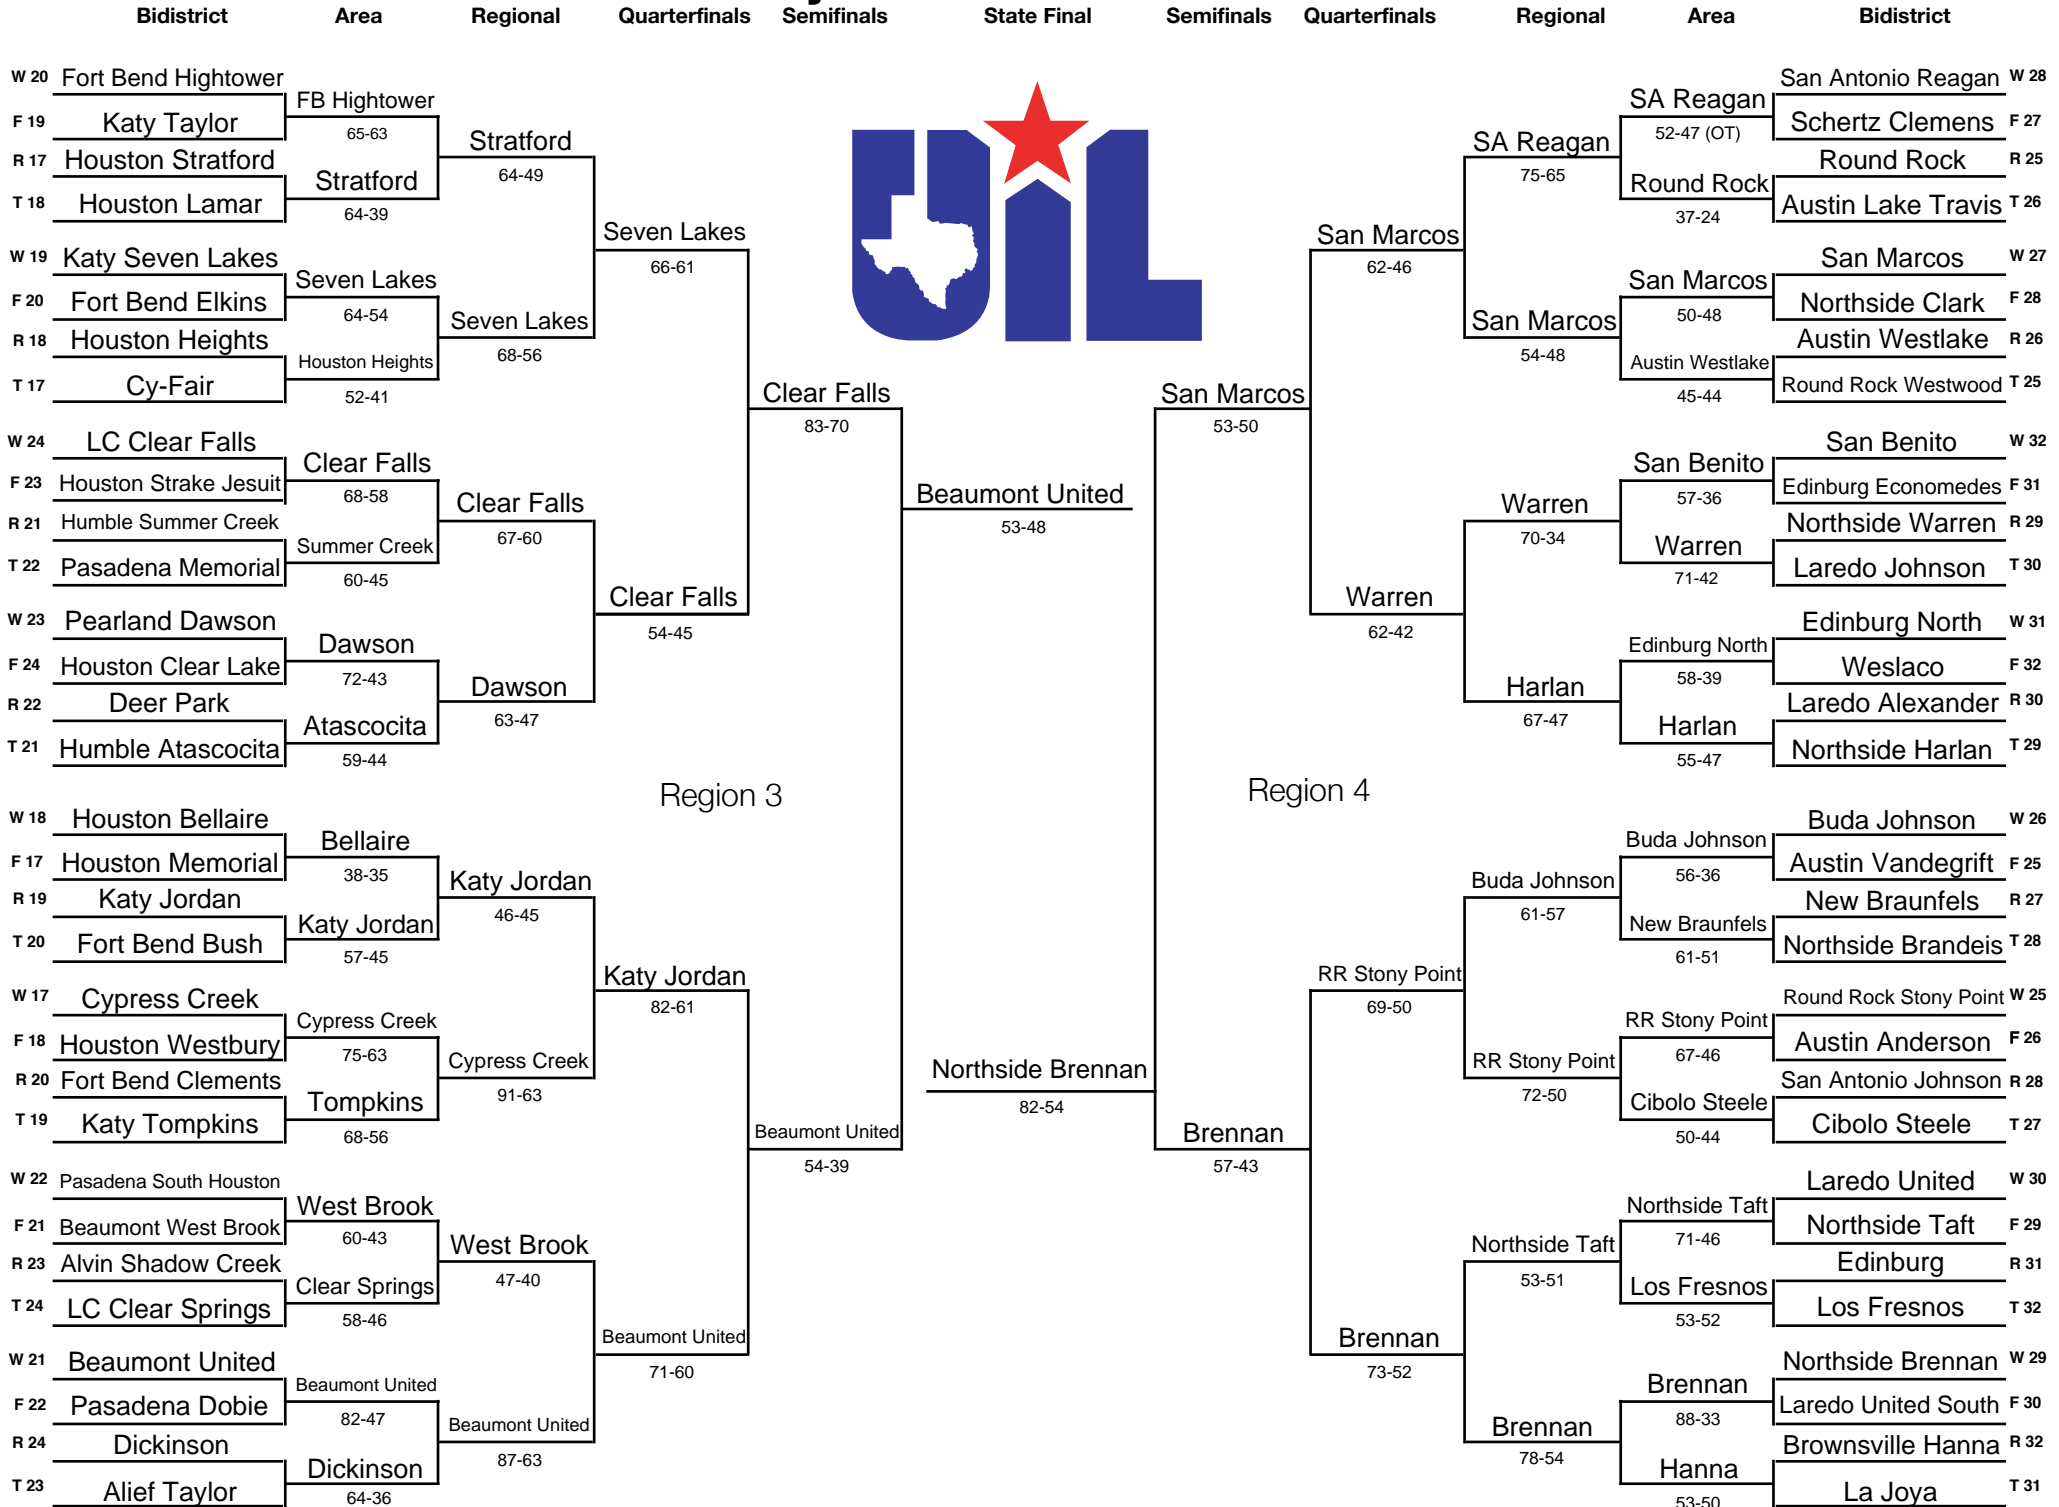 Bidistrict Area Regional Quarterfinals Semifinals State Final Semifinals Quarterfinals Regional Area Bidistrict
W 20 Fort Bend Hightower
F 19 Katy Taylor
R 17 Houston Stratford
T 18 Houston Lamar
W 19 Katy Seven Lakes
F 20 Fort Bend Elkins
R 18 Houston Heights
T 17 Cy-Fair
W 24 LC Clear Falls
F 23 Houston Strake Jesuit
R 21 Humble Summer Creek
T 22 Pasadena Memorial
W 23 Pearland Dawson
F 24 Houston Clear Lake
R 22 Deer Park
T 21 Humble Atascocita
W 18 Houston Bellaire
F 17 Houston Memorial
R 19 Katy Jordan
T 20 Fort Bend Bush
W 17 Cypress Creek
F 18 Houston Westbury
R 20 Fort Bend Clements
T 19 Katy Tompkins
W 22 Pasadena South Houston
F 21 Beaumont West Brook
R 23 Alvin Shadow Creek
T 24 LC Clear Springs
W 21 Beaumont United
F 22 Pasadena Dobie
R 24 Dickinson
T 23 Alief Taylor
FB Hightower
65-63
Stratford
64-39
Seven Lakes
64-54
Houston Heights
52-41
Clear Falls
68-58
Summer Creek
60-45
Dawson
72-43
Atascocita
59-44
Bellaire
38-35
Katy Jordan
57-45
Cypress Creek
75-63
Tompkins
68-56
West Brook
60-43
Clear Springs
58-46
Beaumont United
82-47
Dickinson
64-36
Stratford
64-49
Seven Lakes
68-56
Clear Falls
67-60
Dawson
63-47
Katy Jordan
46-45
Cypress Creek
91-63
West Brook
47-40
Beaumont United
87-63
Seven Lakes
66-61
Clear Falls
54-45
Katy Jordan
82-61
Beaumont United
71-60
Region 3
Clear Falls
83-70
Beaumont United
54-39
UIL
Beaumont United
53-48
Northside Brennan
82-54
San Marcos
53-50
Brennan
57-43
Region 4
San Marcos
62-46
Warren
62-42
RR Stony Point
69-50
Brennan
73-52
SA Reagan
75-65
San Marcos
54-48
Warren
70-34
Harlan
67-47
Buda Johnson
61-57
RR Stony Point
72-50
Northside Taft
53-51
Brennan
78-54
SA Reagan
52-47 (OT)
Round Rock
37-24
San Marcos
50-48
Austin Westlake
45-44
San Benito
57-36
Warren
71-42
Edinburg North
58-39
Harlan
55-47
Buda Johnson
56-36
New Braunfels
61-51
RR Stony Point
67-46
Cibolo Steele
50-44
Northside Taft
71-46
Los Fresnos
53-52
Brennan
88-33
Hanna
53-50
San Antonio Reagan W 28
Schertz Clemens F 27
Round Rock R 25
Austin Lake Travis T 26
San Marcos W 27
Northside Clark F 28
Austin Westlake R 26
Round Rock Westwood T 25
San Benito W 32
Edinburg Economedes F 31
Northside Warren R 29
Laredo Johnson T 30
Edinburg North W 31
Weslaco F 32
Laredo Alexander R 30
Northside Harlan T 29
Buda Johnson W 26
Austin Vandegrift F 25
New Braunfels R 27
Northside Brandeis T 28
Round Rock Stony Point W 25
Austin Anderson F 26
San Antonio Johnson R 28
Cibolo Steele T 27
Laredo United W 30
Northside Taft F 29
Edinburg R 31
Los Fresnos T 32
Northside Brennan W 29
Laredo United South F 30
Brownsville Hanna R 32
La Joya T 31